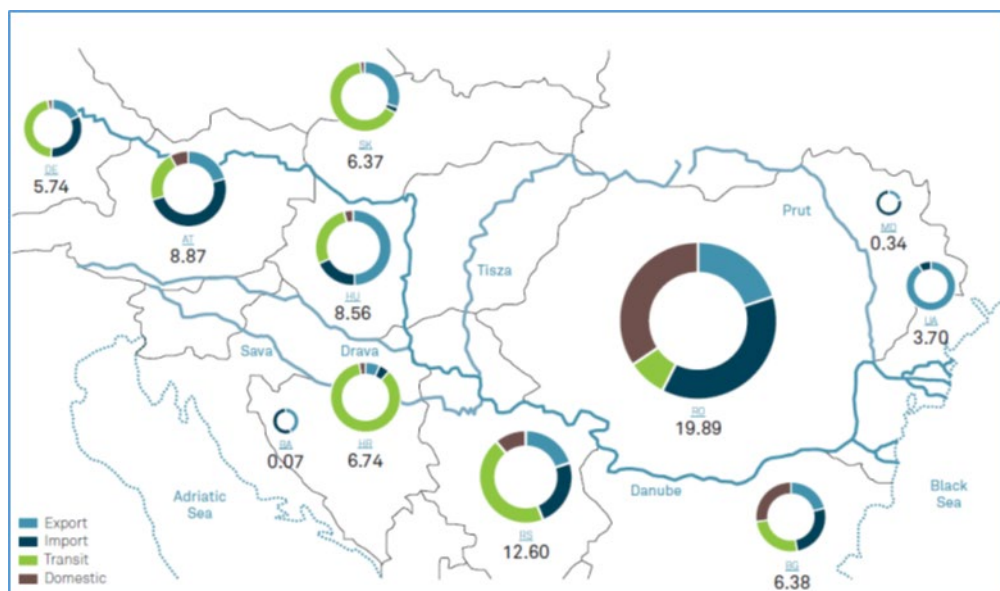 SK
6.37
DE
5.74
AT
8.87
HU
8.56
Tisza
Prut
MD
0.34
UA
3.70
Sava
Drava
BA
0.07
HR
6.74
RO
19.89
RS
12.60
Danube
BG
6.38
Adriatic
Sea
Black
Sea
Export
Import
Transit
Domestic